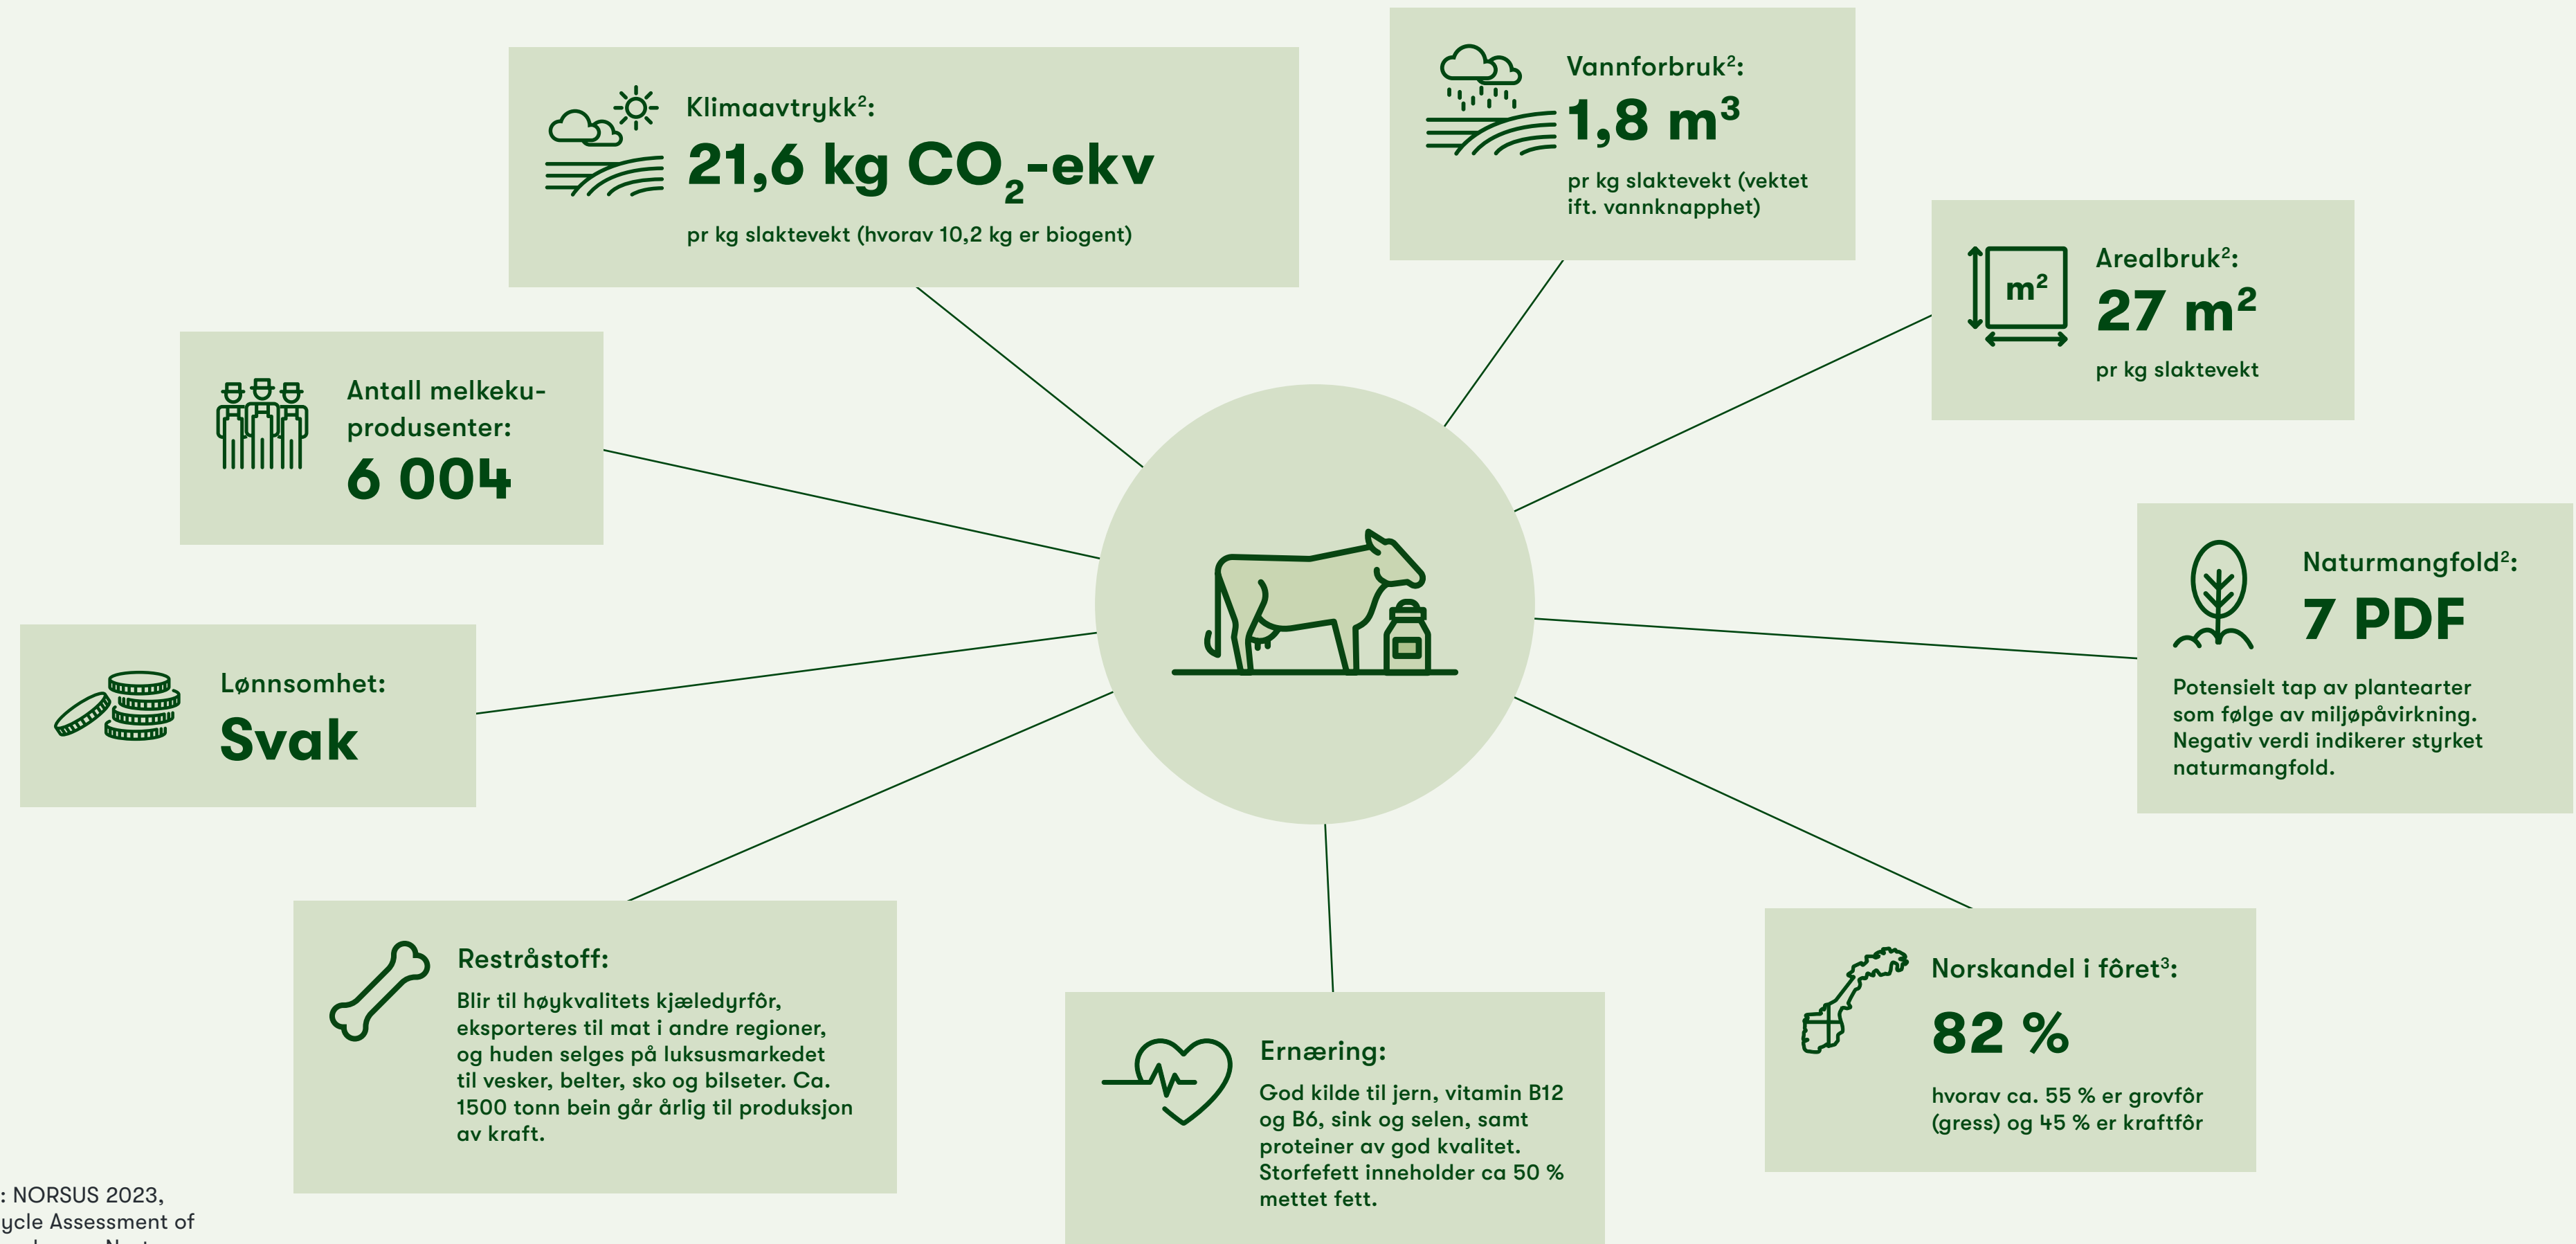 Klimaavtrykk²:
21,6 kg CO₂-ekv
pr kg slaktevekt (hvorav 10,2 kg er biogent)
Vannforbruk²:
1,8 m³
pr kg slaktevekt (vektet
ift. vannknapphet)
Arealbruk²:
m²
27 m²
pr kg slaktevekt
Antall melkeku-
produsenter:
6 004
Naturmangfold²:
7 PDF
Potensielt tap av plantearter
som følge av miljøpåvirkning.
Negativ verdi indikerer styrket
naturmangfold.
Lønnsomhet:
Svak
Restråstoff:
Blir til høykvalitets kjæledyrfôr,
eksporteres til mat i andre regioner,
og huden selges på luksusmarkedet
til vesker, belter, sko og bilseter. Ca.
1500 tonn bein går årlig til produksjon
av kraft.
Ernæring:
God kilde til jern, vitamin B12
og B6, sink og selen, samt
proteiner av god kvalitet.
Storfefett inneholder ca 50 %
mettet fett.
Norskandel i fôret³:
82 %
hvorav ca. 55 % er grovfôr
(gress) og 45 % er kraftfôr
: NORSUS 2023,
ycle Assessment of